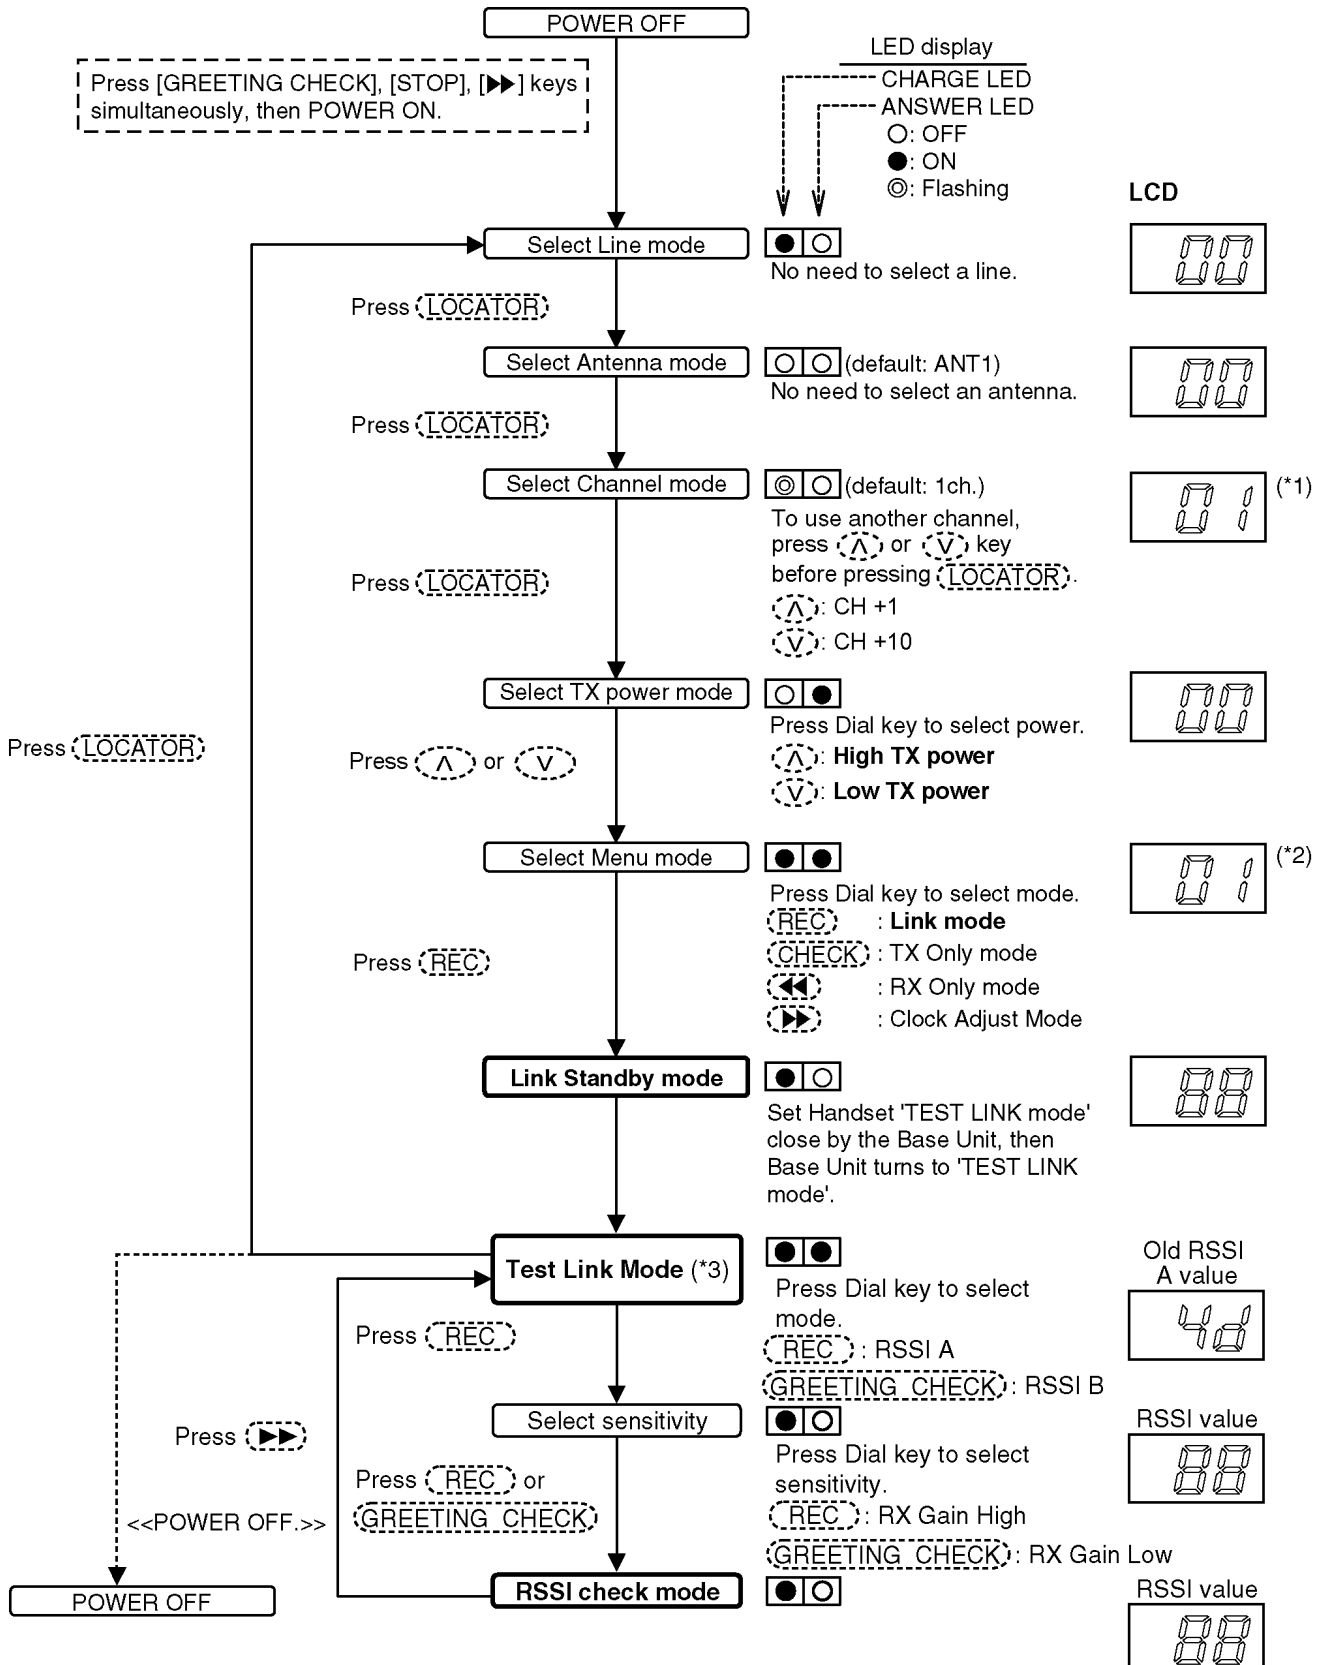 POWER OFF
Press [GREETING CHECK], [STOP], [▶▶] keys
simultaneously, then POWER ON.
LED display
CHARGE LED
ANSWER LED
○: OFF
●: ON
◎: Flashing
LCD
Select Line mode
No need to select a line.
00
Press LOCATOR
Select Antenna mode
(default: ANT1)
No need to select an antenna.
00
Press LOCATOR
Select Channel mode
(default: 1ch.)
01
(*1)
To use another channel,
press Λ or V key
before pressing LOCATOR.
Λ: CH +1
V: CH +10
Press LOCATOR
Select TX power mode
00
Press Dial key to select power.
Λ: High TX power
V: Low TX power
Press LOCATOR
Press Λ or V
Select Menu mode
01
(*2)
Press Dial key to select mode.
REC : Link mode
CHECK : TX Only mode
◀◀ : RX Only mode
▶▶ : Clock Adjust Mode
Press REC
Link Standby mode
88
Set Handset 'TEST LINK mode'
close by the Base Unit, then
Base Unit turns to 'TEST LINK
mode'.
Test Link Mode (*3)
Old RSSI
A value
4d
Press Dial key to select
mode.
REC : RSSI A
GREETING CHECK : RSSI B
Press REC
Select sensitivity
RSSI value
88
Press Dial key to select
sensitivity.
REC : RX Gain High
GREETING CHECK : RX Gain Low
Press ▶▶
Press REC or
GREETING CHECK
<<POWER OFF.>>
RSSI check mode
RSSI value
88
POWER OFF